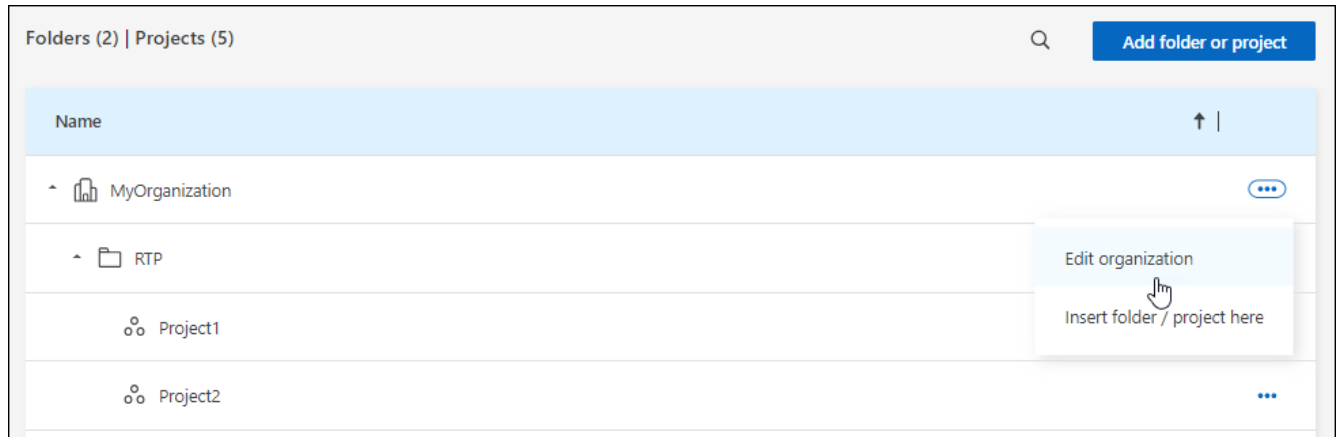 Folders (2) | Projects (5)
Add folder or project
Name
MyOrganization
RTP
Edit organization
Project1
Insert folder / project here
Project2